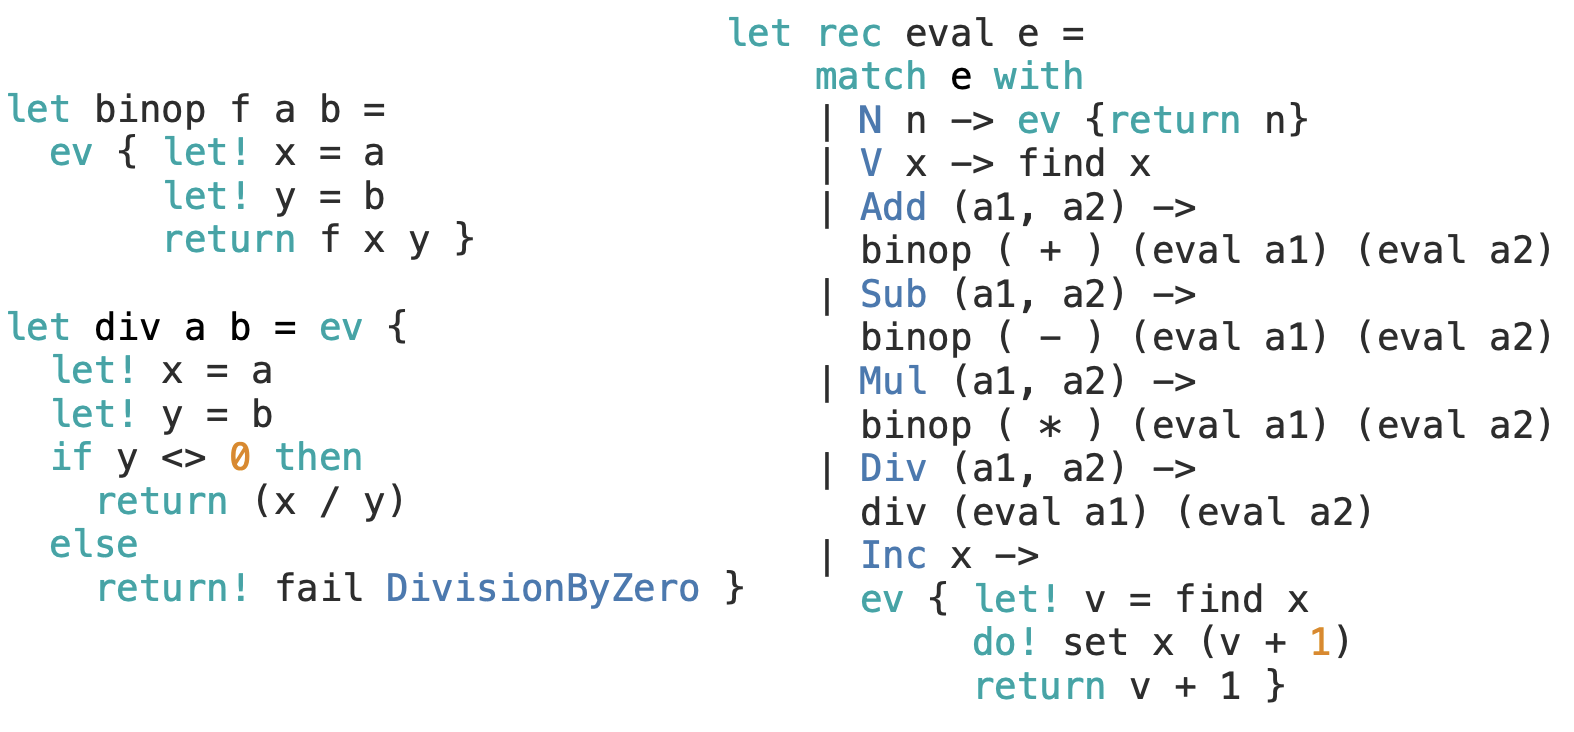 let binop f a b =
  ev { let! x = a
       let! y = b
       return f x y }

let div a b = ev {
  let! x = a
  let! y = b
  if y <> 0 then
    return (x / y)
  else
    return! fail DivisionByZero }

let rec eval e =
    match e with
    | N n -> ev {return n}
    | V x -> find x
    | Add (a1, a2) ->
      binop ( + ) (eval a1) (eval a2)
    | Sub (a1, a2) ->
      binop ( - ) (eval a1) (eval a2)
    | Mul (a1, a2) ->
      binop ( * ) (eval a1) (eval a2)
    | Div (a1, a2) ->
      div (eval a1) (eval a2)
    | Inc x ->
      ev { let! v = find x
           do! set x (v + 1)
           return v + 1 }